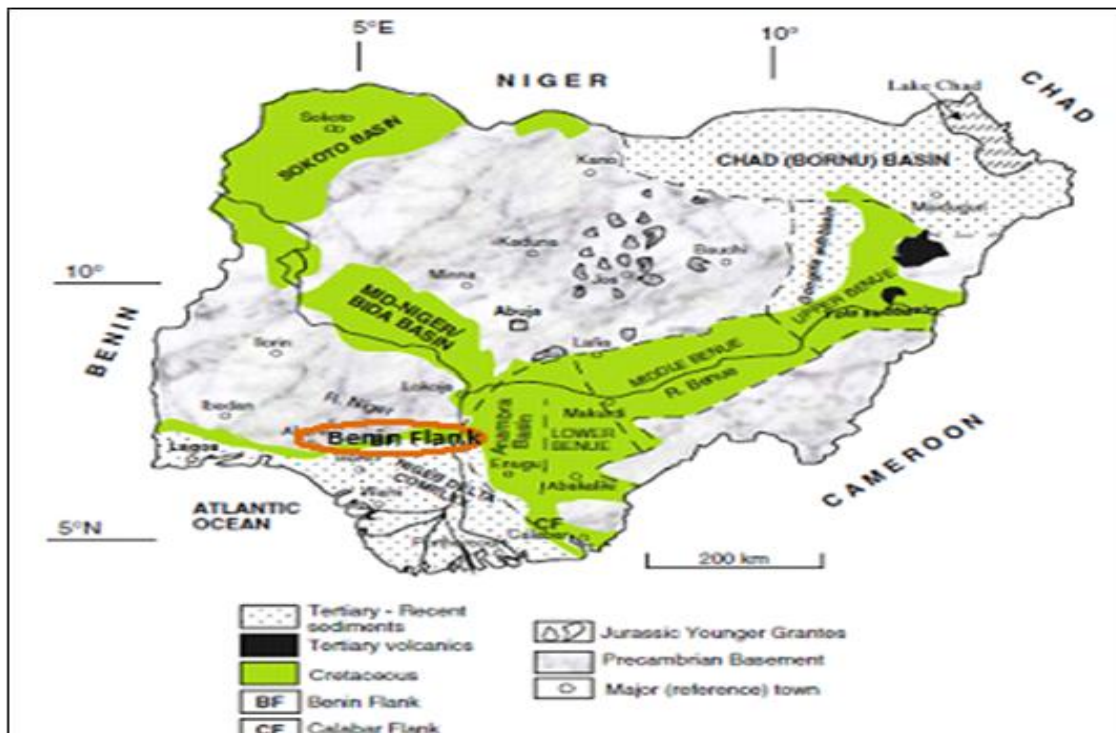 5°E
10°
NIGER
CHAD
Lake Chad
Sokoto
SOKOTO BASIN
Kano
CHAD (BORNU) BASIN
Maiduguri
Kaduna
Bauchi
Jos
Minna
10°
MID-NIGER/
BIDA BASIN
Abuja
UPPER BENUE
BENIN
Ilorin
Lafia
MIDDLE BENUE
R. Benue
Lokoja
R. Niger
Ibadan
Makurdi
Anambra
Basin
LOWER
BENUE
Benin Flank
Lagos
Enugu
Abakaliki
NIGER DELTA
COMPLEX
Warri
CAMEROON
ATLANTIC
OCEAN
5°N
CF
Calabar
200 km
Tertiary - Recent
sediments
Tertiary volcanics
Cretaceous
BF
Benin Flank
CF
Calabar Flank
Jurassic Younger Grantes
Precambrian Basement
Major (reference) town